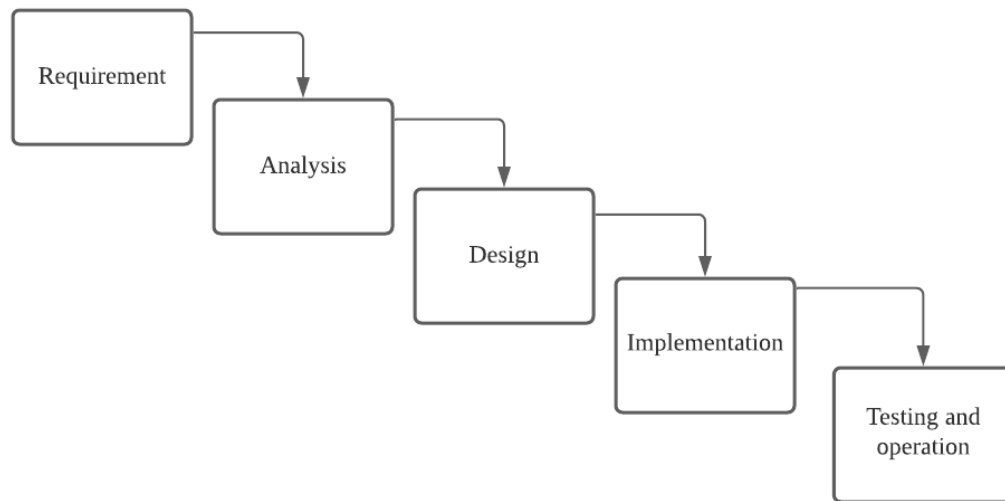 Requirement
Analysis
Design
Implementation
Testing and
operation